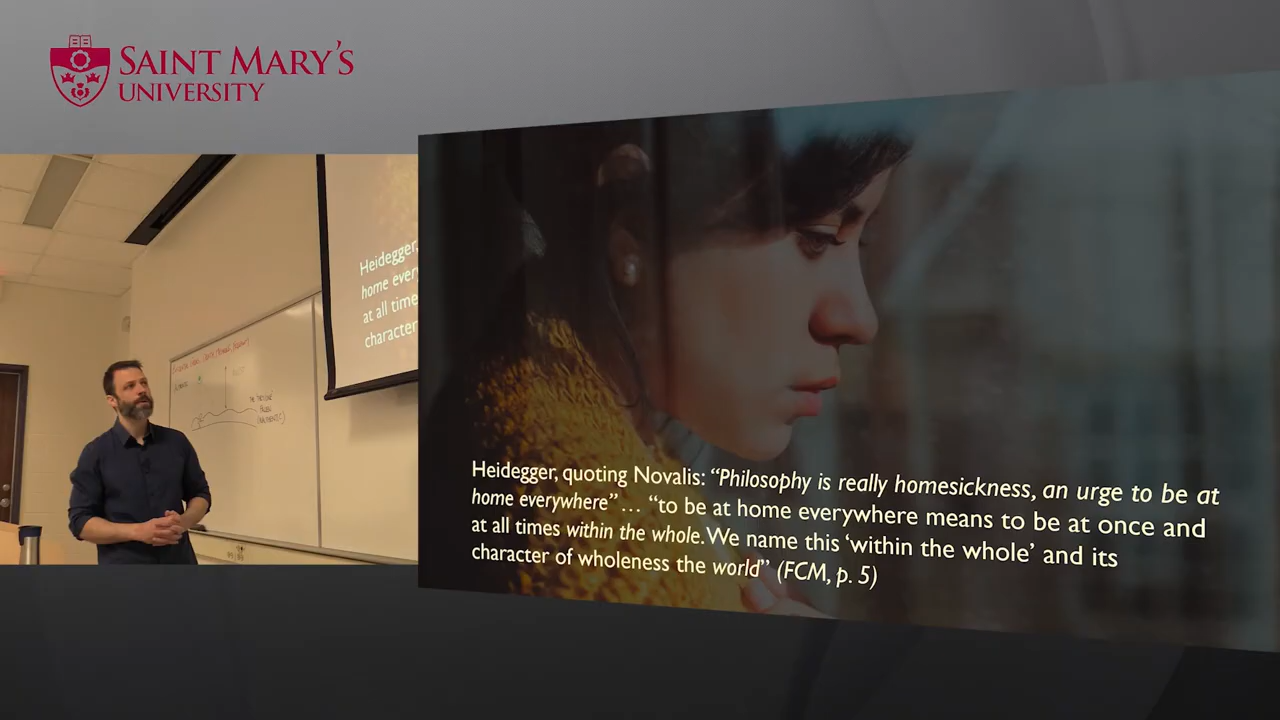 SAINT MARY'S
UNIVERSITY
Heidegger,
home ever
at all time
character
Heidegger, quoting Novalis: “Philosophy is really homesickness, an urge to be at
home everywhere” … “to be at home everywhere means to be at once and
at all times within the whole. We name this ‘within the whole’ and its
character of wholeness the world” (FCM, p. 5)